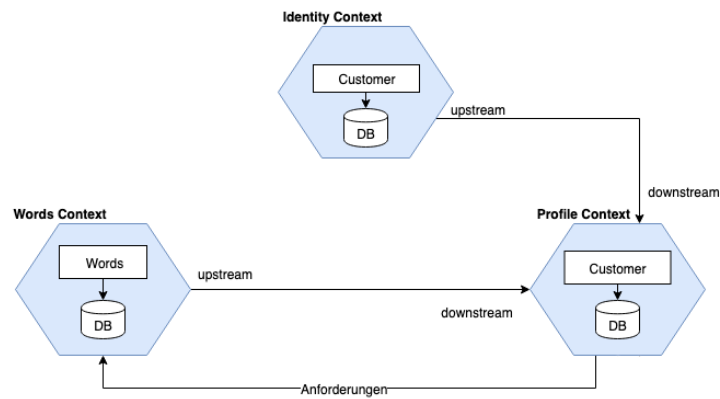 Identity Context
Customer
DB
upstream
downstream
Words Context
Words
DB
upstream
downstream
Profile Context
Customer
DB
Anforderungen